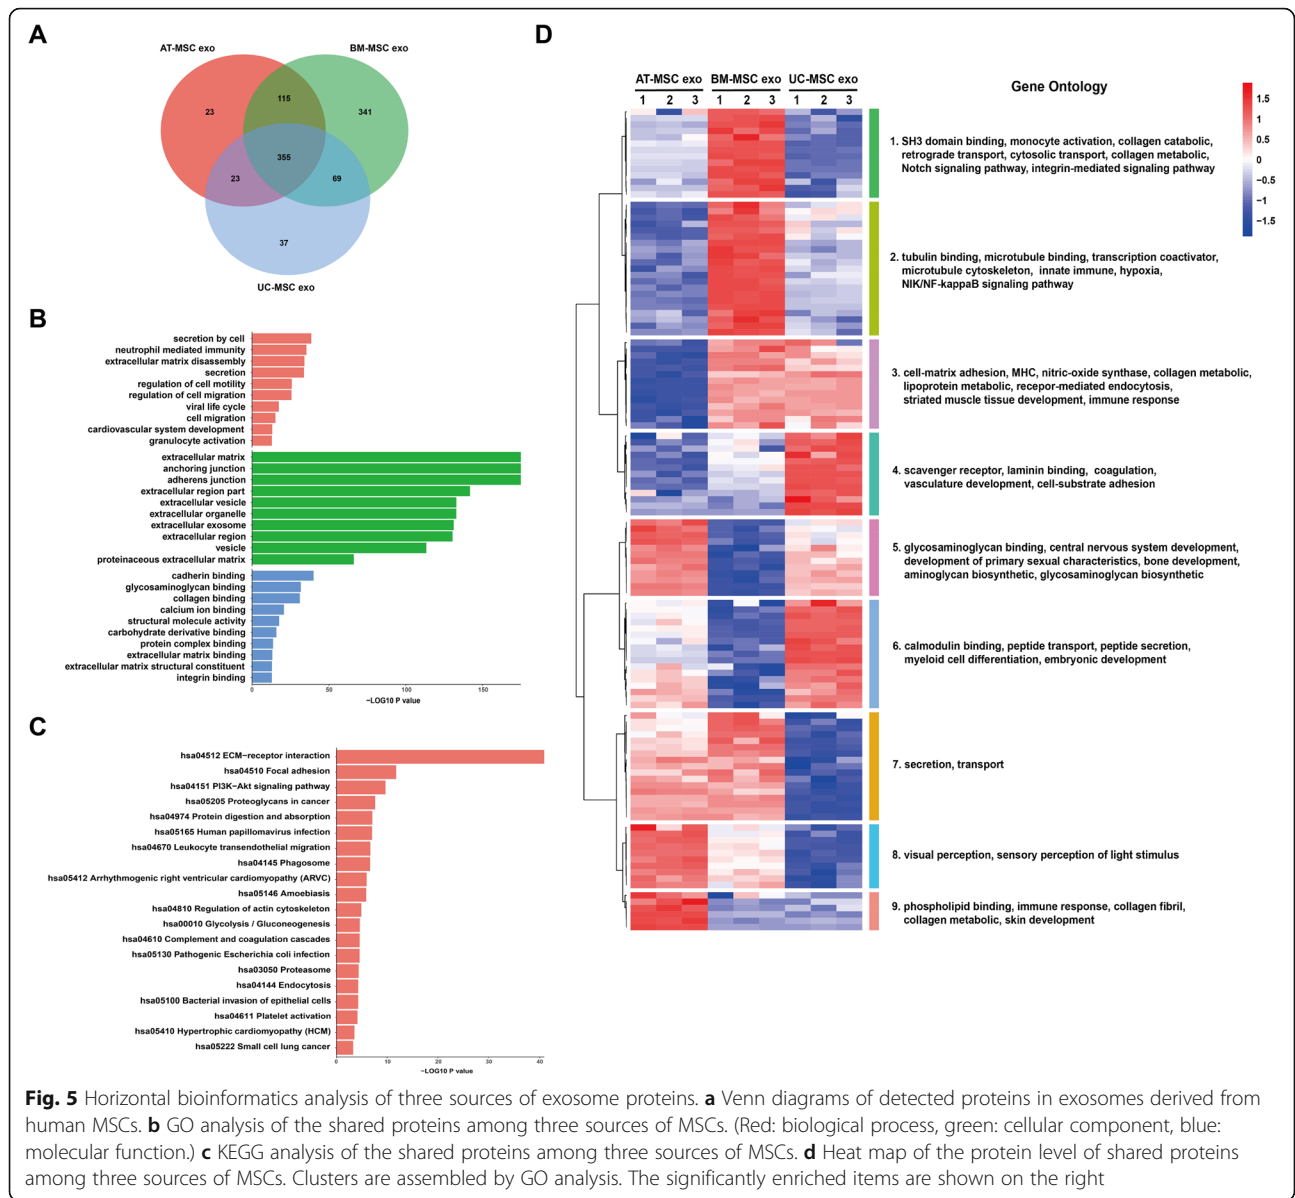 A
AT-MSC exo
BM-MSC exo
23
115
341
355
23
69
37
UC-MSC exo
B
secretion by cell
neutrophil mediated immunity
extracellular matrix disassembly
secretion
regulation of cell motility
regulation of cell migration
viral life cycle
cell migration
cardiovascular system development
granulocyte activation
extracellular matrix
anchoring junction
adherens junction
extracellular region part
extracellular vesicle
extracellular organelle
extracellular exosome
extracellular region
vesicle
proteinaceous extracellular matrix
cadherin binding
glycosaminoglycan binding
collagen binding
calcium ion binding
structural molecule activity
carbohydrate derivative binding
protein complex binding
extracellular matrix binding
extracellular matrix structural constituent
integrin binding
0 50 100 150
−LOG10 P value
C
hsa04512 ECM−receptor interaction
hsa04510 Focal adhesion
hsa04151 PI3K−Akt signaling pathway
hsa05205 Proteoglycans in cancer
hsa04974 Protein digestion and absorption
hsa05165 Human papillomavirus infection
hsa04670 Leukocyte transendothelial migration
hsa04145 Phagosome
hsa05412 Arrhythmogenic right ventricular cardiomyopathy (ARVC)
hsa05146 Amoebiasis
hsa04810 Regulation of actin cytoskeleton
hsa00010 Glycolysis / Gluconeogenesis
hsa04610 Complement and coagulation cascades
hsa05130 Pathogenic Escherichia coli infection
hsa03050 Proteasome
hsa04144 Endocytosis
hsa05100 Bacterial invasion of epithelial cells
hsa04611 Platelet activation
hsa05410 Hypertrophic cardiomyopathy (HCM)
hsa05222 Small cell lung cancer
0 10 20 30 40
−LOG10 P value
D
AT-MSC exo BM-MSC exo UC-MSC exo
1 2 3 1 2 3 1 2 3
Gene Ontology
1.5
1
0.5
0
−0.5
−1
−1.5
1. SH3 domain binding, monocyte activation, collagen catabolic,
retrograde transport, cytosolic transport, collagen metabolic,
Notch signaling pathway, integrin-mediated signaling pathway
2. tubulin binding, microtubule binding, transcription coactivator,
microtubule cytoskeleton, innate immune, hypoxia,
NIK/NF-kappaB signaling pathway
3. cell-matrix adhesion, MHC, nitric-oxide synthase, collagen metabolic,
lipoprotein metabolic, recepor-mediated endocytosis,
striated muscle tissue development, immune response
4. scavenger receptor, laminin binding, coagulation,
vasculature development, cell-substrate adhesion
5. glycosaminoglycan binding, central nervous system development,
development of primary sexual characteristics, bone development,
aminoglycan biosynthetic, glycosaminoglycan biosynthetic
6. calmodulin binding, peptide transport, peptide secretion,
myeloid cell differentiation, embryonic development
7. secretion, transport
8. visual perception, sensory perception of light stimulus
9. phospholipid binding, immune response, collagen fibril,
collagen metabolic, skin development
Fig. 5 Horizontal bioinformatics analysis of three sources of exosome proteins. a Venn diagrams of detected proteins in exosomes derived from
human MSCs. b GO analysis of the shared proteins among three sources of MSCs. (Red: biological process, green: cellular component, blue:
molecular function.) c KEGG analysis of the shared proteins among three sources of MSCs. d Heat map of the protein level of shared proteins
among three sources of MSCs. Clusters are assembled by GO analysis. The significantly enriched items are shown on the right